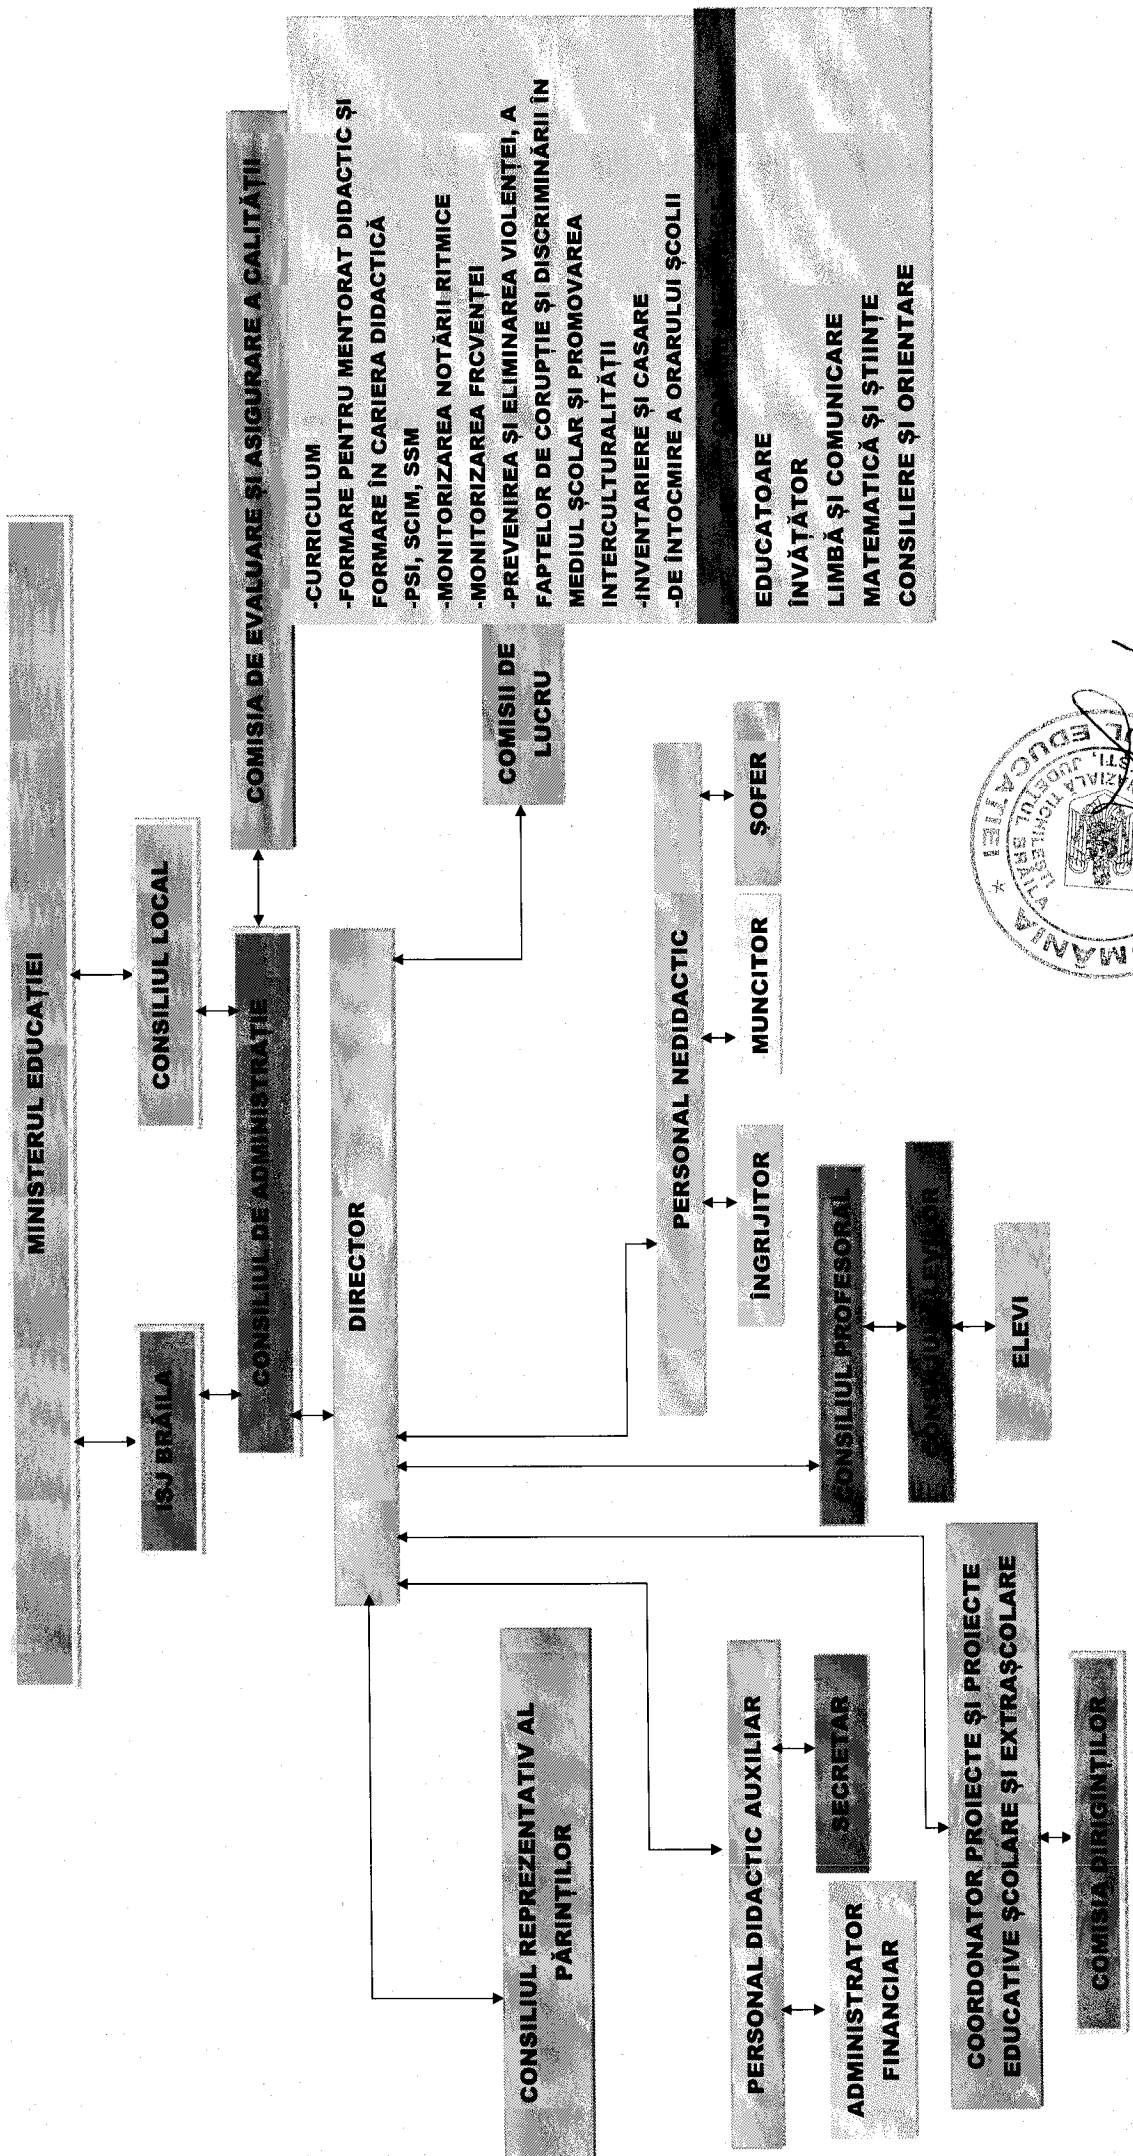 MINISTERUL EDUCAȚIEI
ISJ BRĂILA
CONSILIUL LOCAL
CONSILIUL DE ADMINISTRAȚIE
COMISIA DE EVALUARE ȘI ASIGURARE A CALITĂȚII
DIRECTOR
-CURRICULUM
-FORMARE PENTRU MENTORAT DIDACTIC ȘI
FORMARE ÎN CARIERA DIDACTICĂ
-PSI, SCIM, SSM
-MONITORIZAREA NOTĂRII RITMICE
-MONITORIZAREA FRCVENȚEI
-PREVENIREA ȘI ELIMINAREA VIOLENȚEI, A
FAPTELOR DE CORUPȚIE ȘI DISCRIMINĂRII ÎN
MEDIUL ȘCOLAR ȘI PROMOVAREA
INTERCULTURALITĂȚII
-INVENTARIERE ȘI CASARE
-DE ÎNTOCMIRE A ORARULUI ȘCOLII
CONSILIUL REPREZENTATIV AL
PĂRINȚILOR
COMISII DE
LUCRU
PERSONAL NEDIDACTIC
ÎNGRIJITOR
MUNCITOR
ȘOFER
EDUCATOARE
ÎNVĂȚĂTOR
LIMBĂ ȘI COMUNICARE
MATEMATICĂ ȘI ȘTIINȚE
CONSILIERE ȘI ORIENTARE
PERSONAL DIDACTIC AUXILIAR
ADMINISTRATOR
FINANCIAR
SECRETAR
CONSILIUL PROFESORAL
CONSILIUL ELEVILOR
ELEVI
COORDONATOR PROIECTE ȘI PROIECTE
EDUCATIVE ȘCOLARE ȘI EXTRAȘCOLARE
COMISIA DIRIGINȚILOR
EDUCAȚIEI
JUDEȚUL BRĂILA